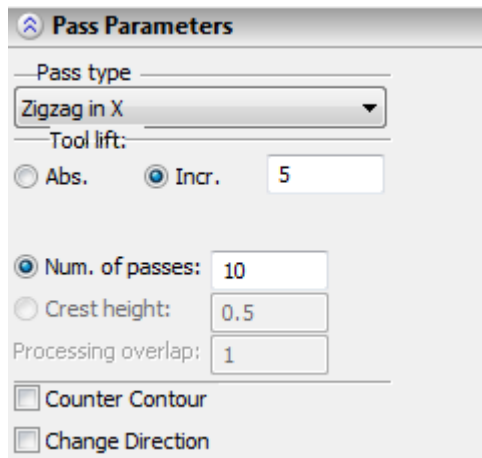 Pass Parameters
Pass type
Zigzag in X
Tool lift:
Abs. Incr. 5
Num. of passes: 10
Crest height: 0.5
Processing overlap: 1
Counter Contour
Change Direction